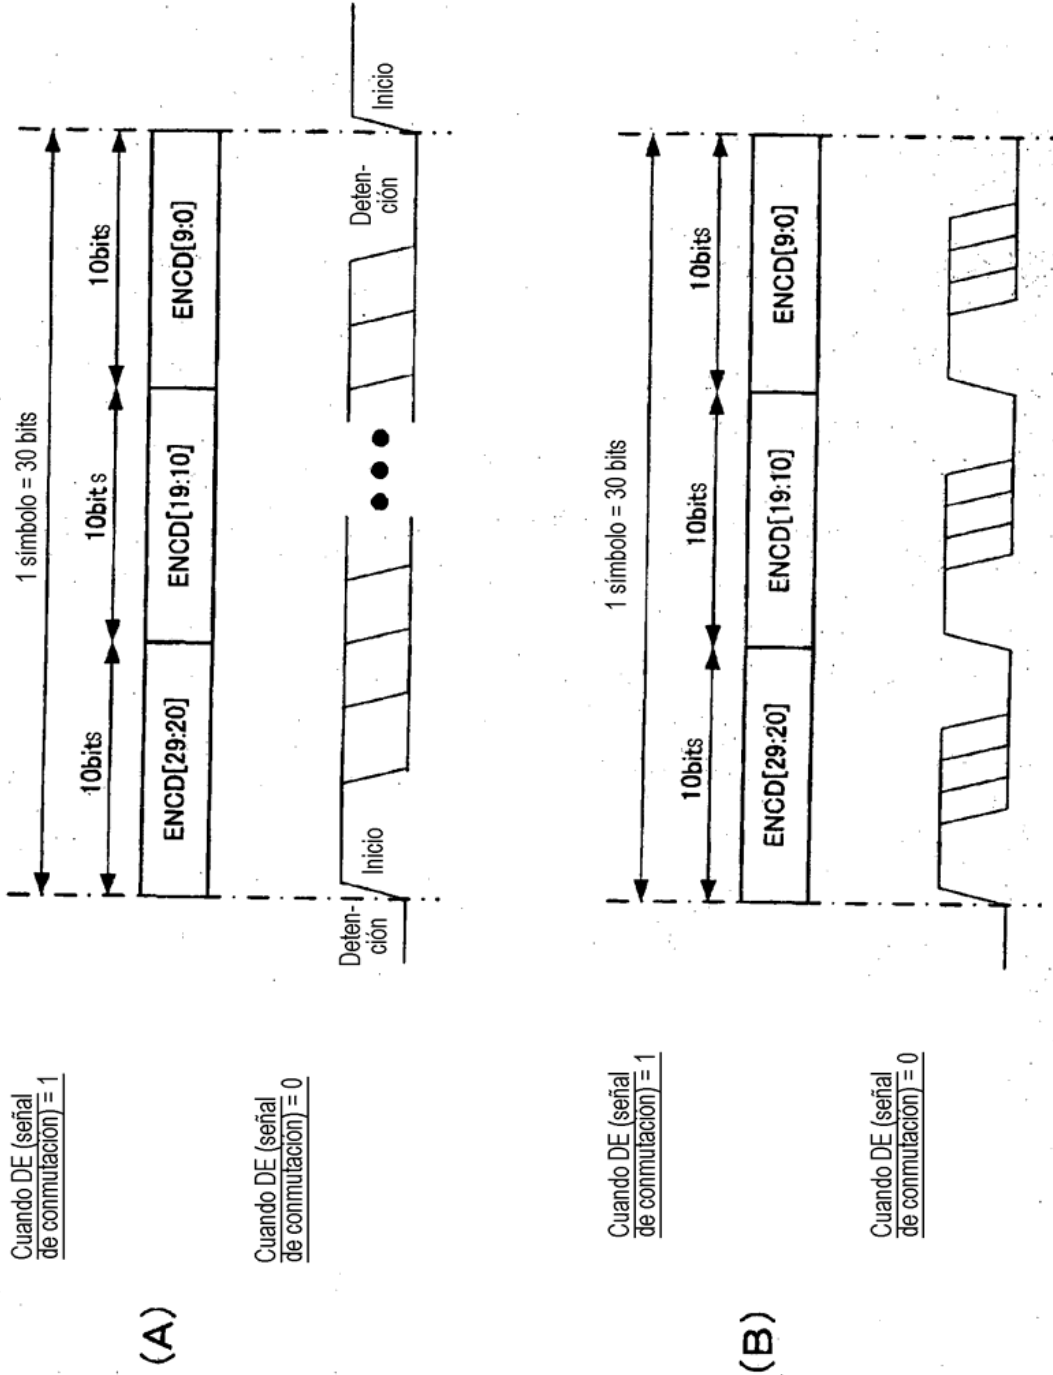 (A)
Cuando DE (señal
de conmutación) = 1
1 símbolo = 30 bits
10bits
10bits
10bits
ENCD[29:20]
ENCD[19:10]
ENCD[9:0]
Cuando DE (señal
de conmutación) = 0
Deten-
ción
Inicio
Deten-
ción
Inicio
(B)
Cuando DE (señal
de conmutación) = 1
1 símbolo = 30 bits
10bits
10bits
10bits
ENCD[29:20]
ENCD[19:10]
ENCD[9:0]
Cuando DE (señal
de conmutación) = 0